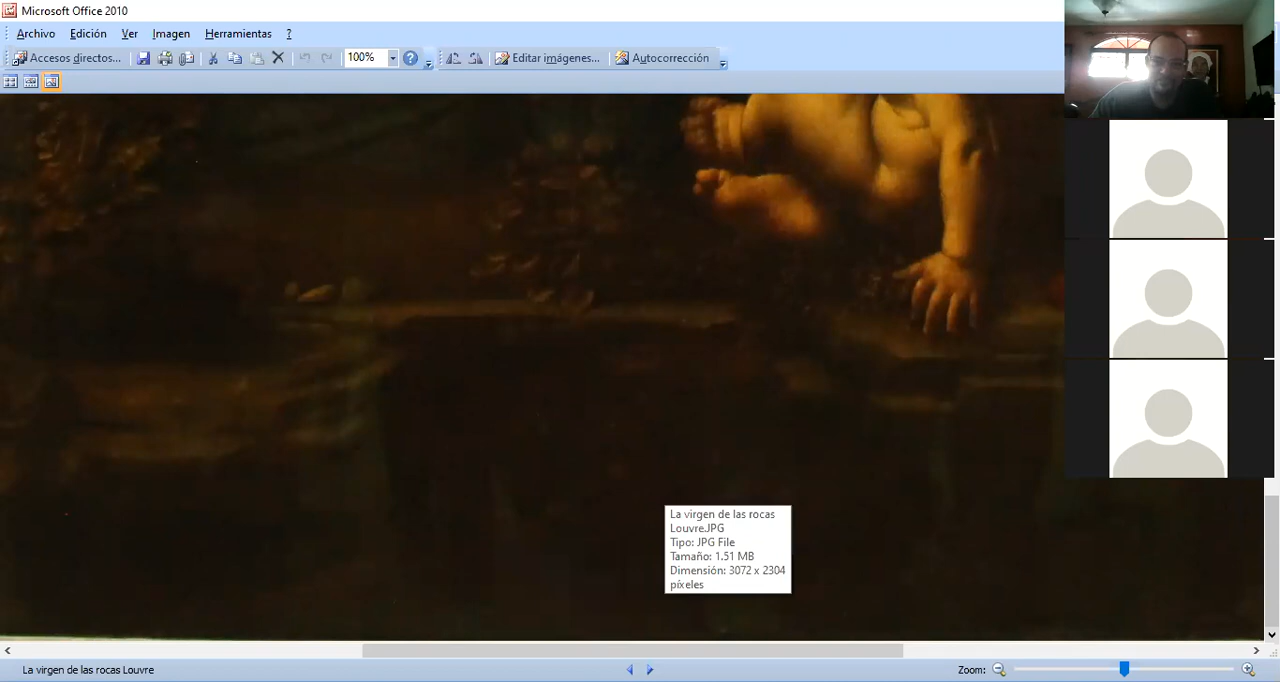 Microsoft Office 2010
Archivo Edición Ver Imagen Herramientas ?
Accesos directos... 100% Editar imágenes... Autocorrección
La virgen de las rocas
Louvre.JPG
Tipo: JPG File
Tamaño: 1.51 MB
Dimensión: 3072 x 2304
píxeles
La virgen de las rocas Louvre Zoom: